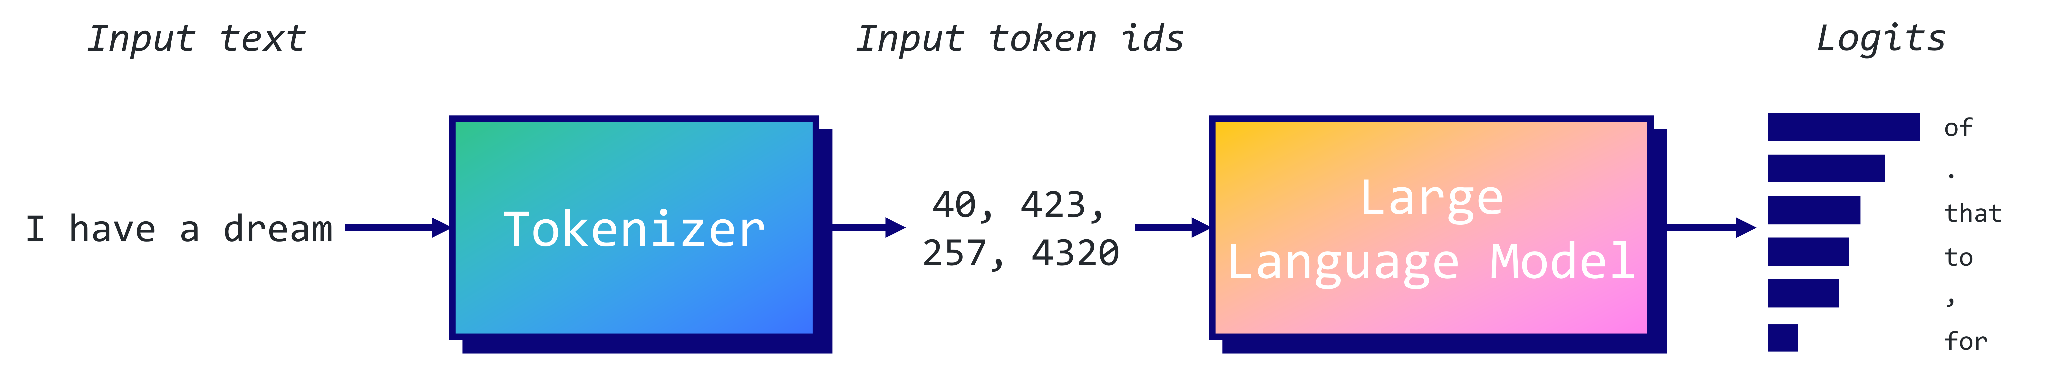 Input text
Input token ids
Logits
I have a dream
Tokenizer
40, 423,
257, 4320
Large
Language Model
of
.
that
to
,
for